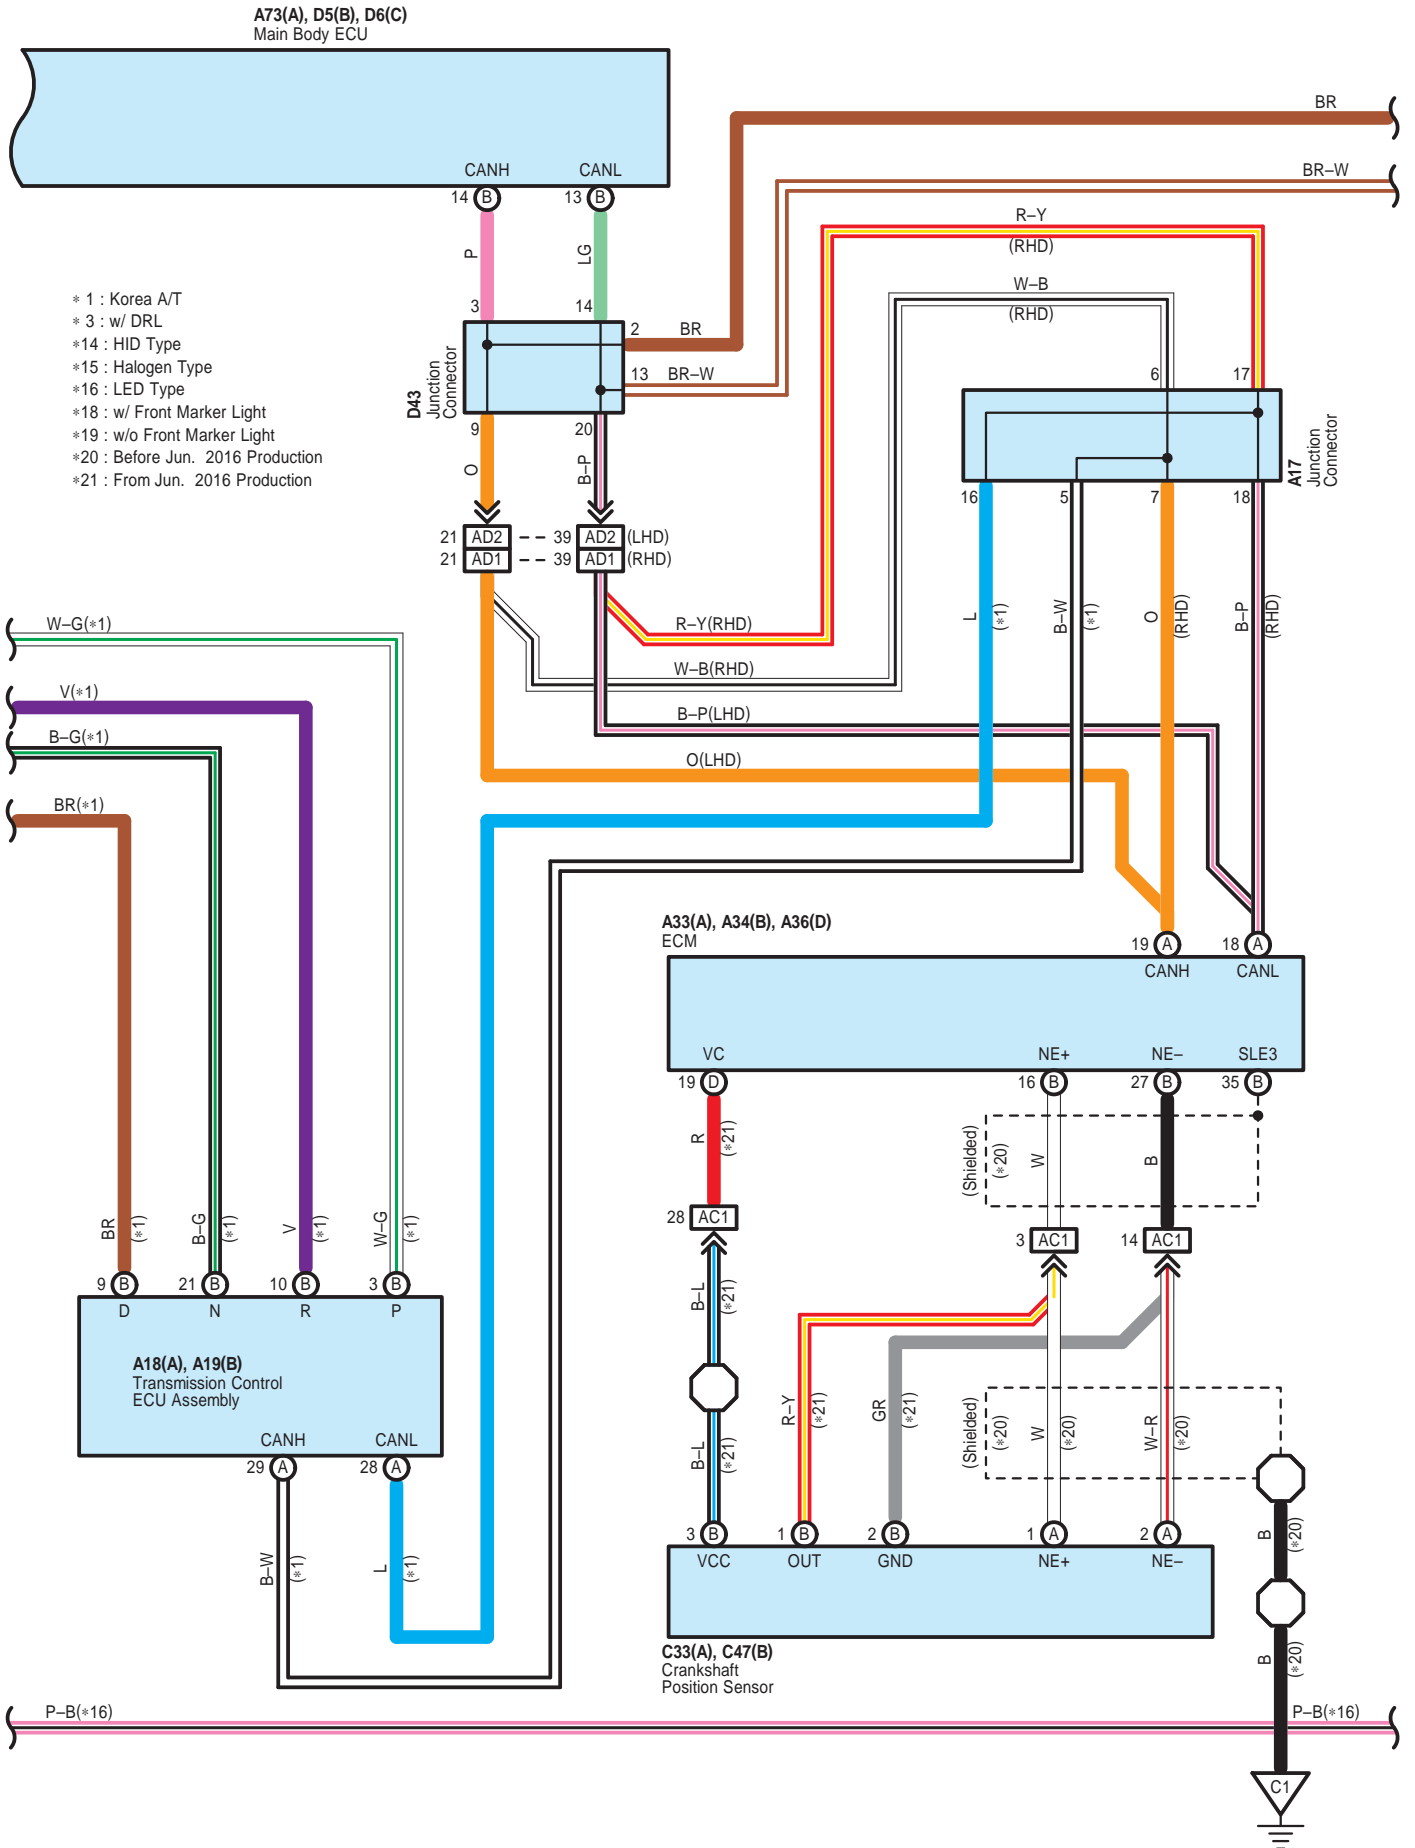 A73(A), D5(B), D6(C)
Main Body ECU
CANH
CANL
14 B
13 B
BR
BR–W
P
LG
R–Y
(RHD)
W–B
(RHD)
∗ 1 : Korea A/T
∗ 3 : w/ DRL
∗14 : HID Type
∗15 : Halogen Type
∗16 : LED Type
∗18 : w/ Front Marker Light
∗19 : w/o Front Marker Light
∗20 : Before Jun. 2016 Production
∗21 : From Jun. 2016 Production
3
14
2
BR
13
BR–W
D43
Junction
Connector
9
20
6
17
A17
Junction
Connector
O
B–P
16
5
7
18
21 AD2
39 AD2 (LHD)
21 AD1
39 AD1 (RHD)
L
(∗1)
B–W
(∗1)
O
(RHD)
B–P
(RHD)
W–G(∗1)
R–Y(RHD)
W–B(RHD)
V(∗1)
B–P(LHD)
B–G(∗1)
O(LHD)
BR(∗1)
A33(A), A34(B), A36(D)
ECM
19 A
18 A
CANH
CANL
VC
NE+
NE–
SLE3
19 D
16 B
27 B
35 B
R
(∗21)
(Shielded)
(∗20)
W
B
28 AC1
3 AC1
14 AC1
BR
(∗1)
B–G
(∗1)
V
(∗1)
W–G
(∗1)
9 B
21 B
10 B
3 B
D
N
R
P
A18(A), A19(B)
Transmission Control
ECU Assembly
CANH
CANL
29 A
28 A
B–L
(∗21)
B–L
(∗21)
R–Y
(∗21)
GR
(∗21)
(Shielded)
(∗20)
W
(∗20)
W–R
(∗20)
B
(∗20)
B
(∗20)
3 B
1 B
2 B
1 A
2 A
VCC
OUT
GND
NE+
NE–
B–W
(∗1)
L
(∗1)
C33(A), C47(B)
Crankshaft
Position Sensor
P–B(∗16)
P–B(∗16)
C1